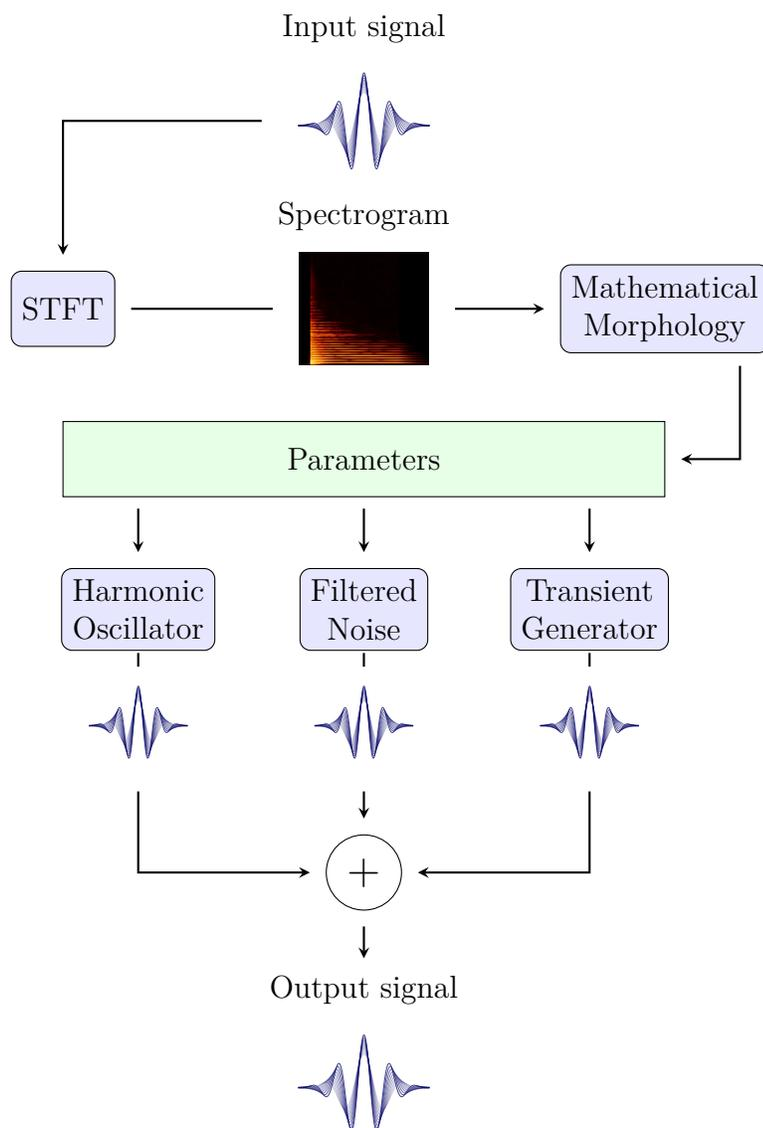 Input signal
Spectrogram
STFT
Mathematical
Morphology
Parameters
Harmonic
Oscillator
Filtered
Noise
Transient
Generator
+
Output signal